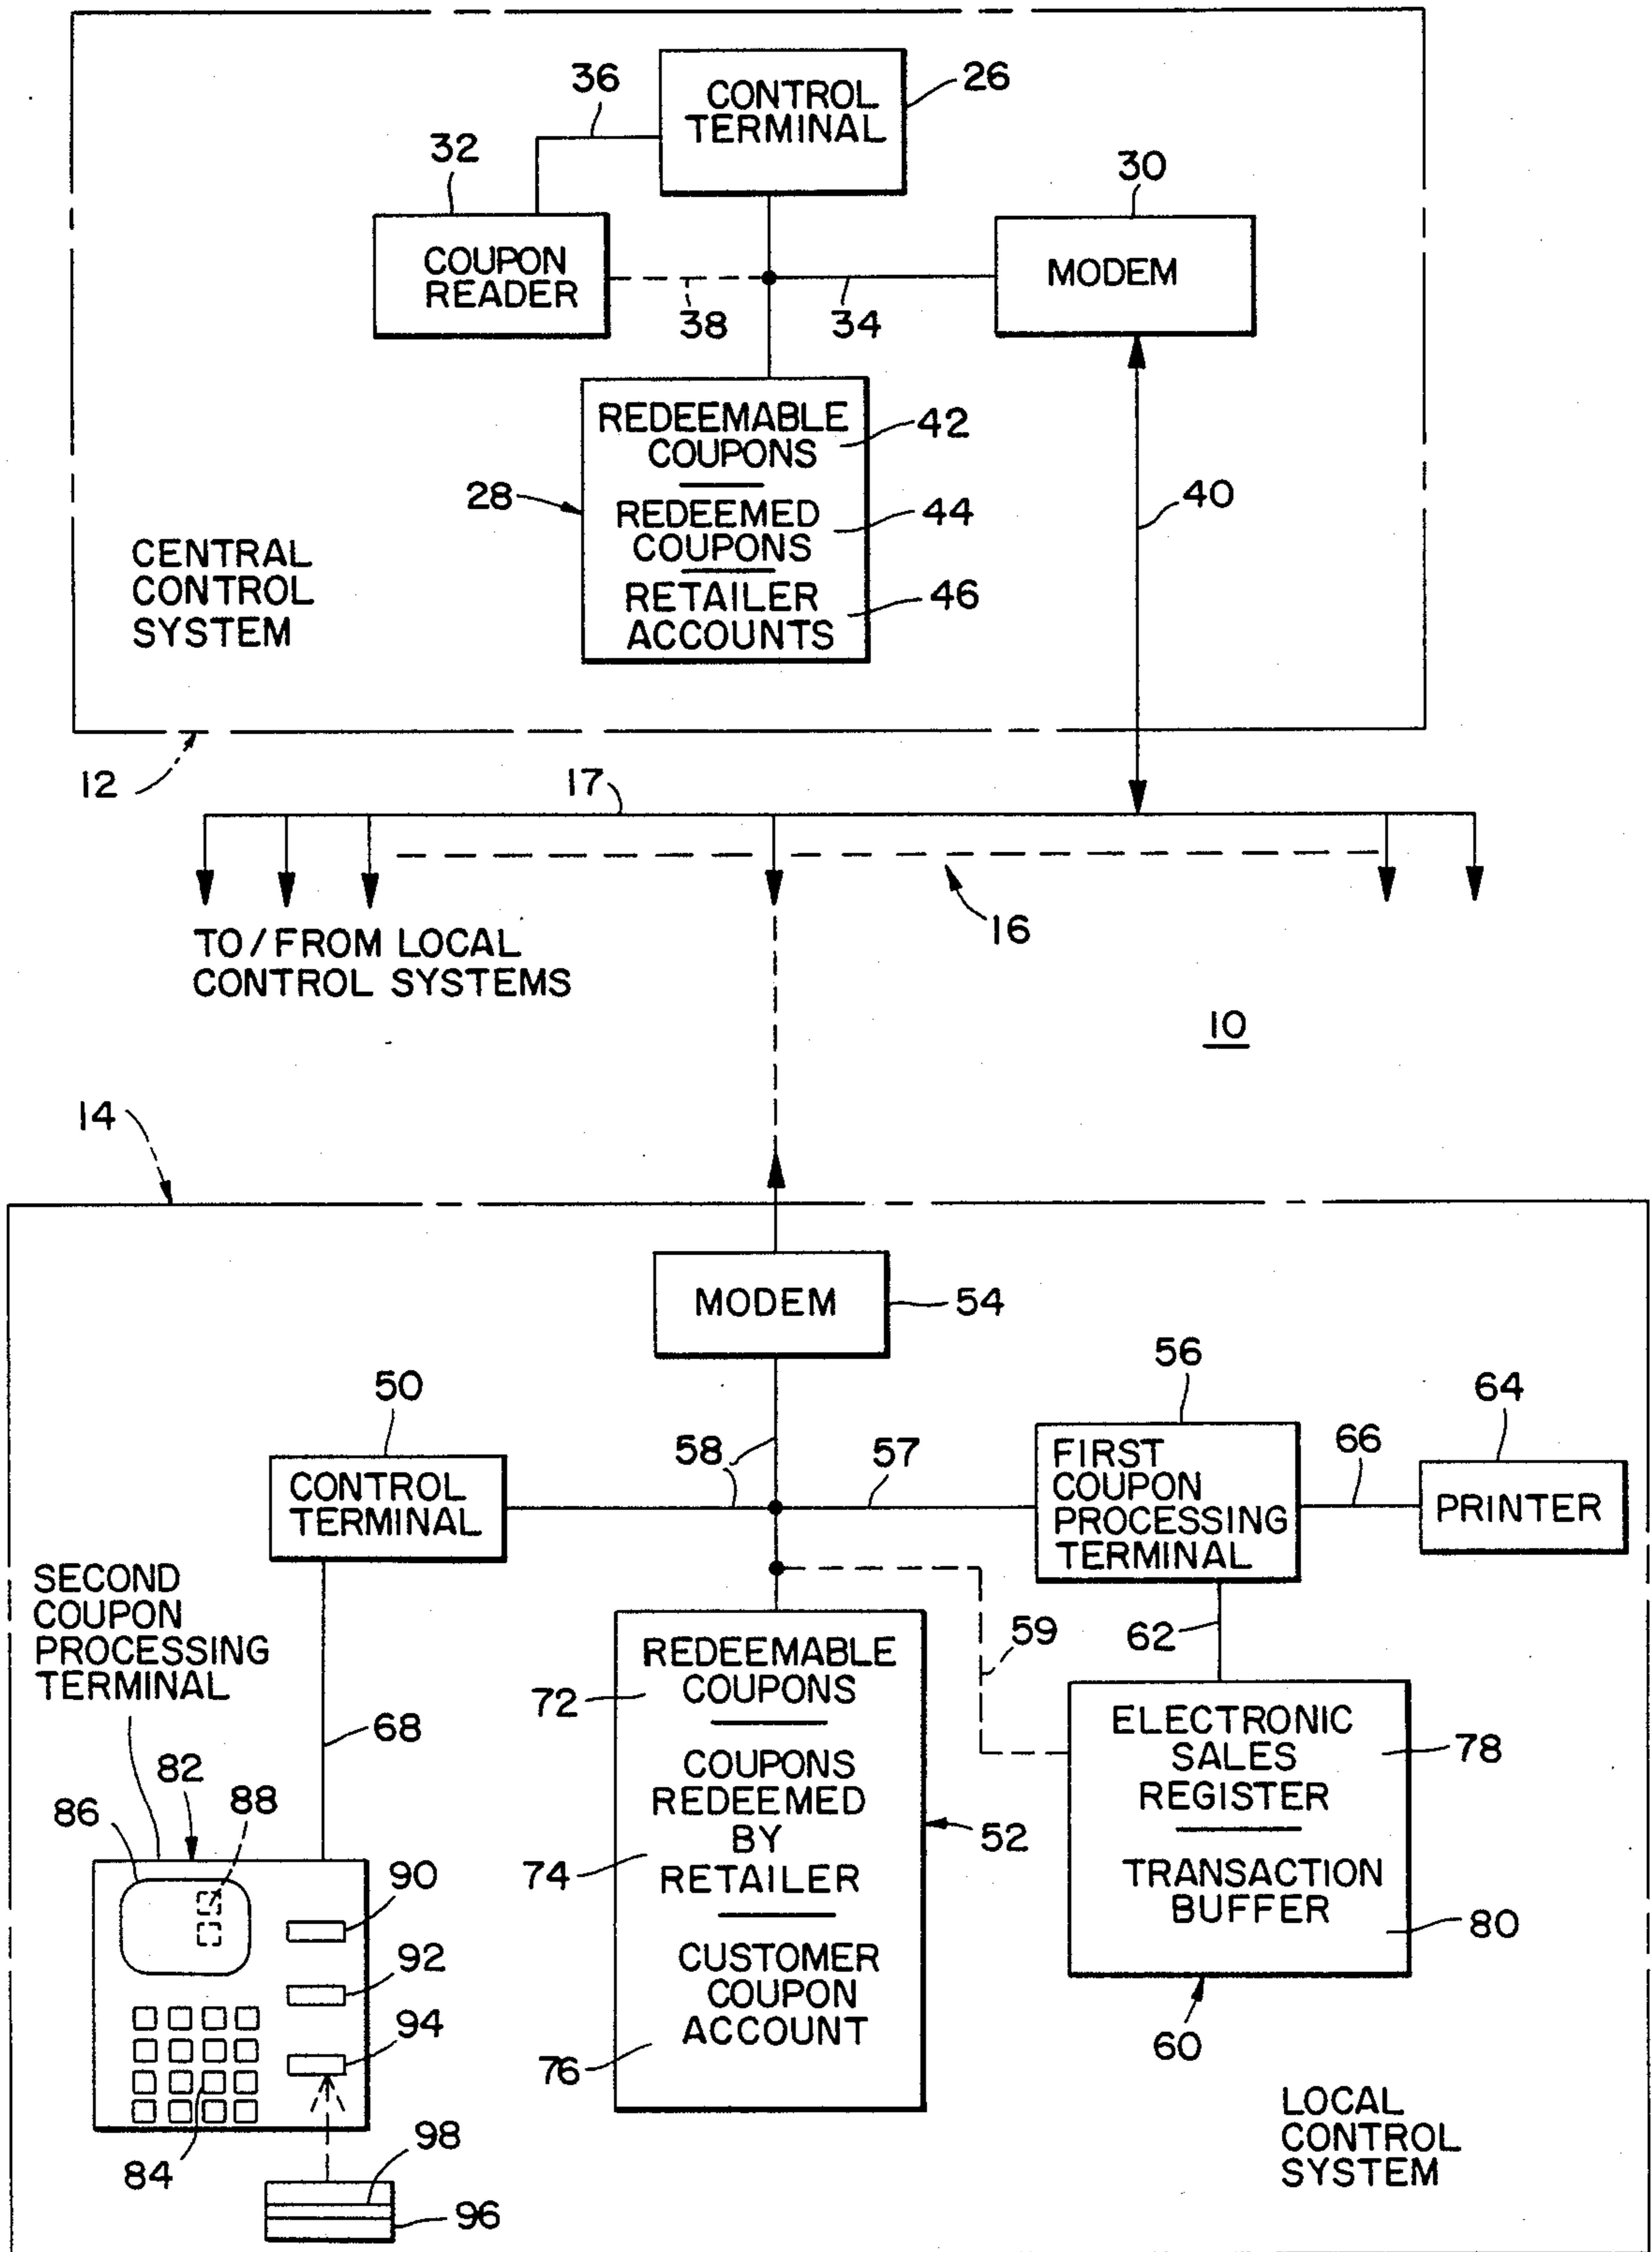 36
CONTROL
TERMINAL
26
32
30
COUPON
READER
MODEM
38
34
REDEEMABLE
COUPONS
42
28
REDEEMED
COUPONS
44
40
RETAILER
ACCOUNTS
46
CENTRAL
CONTROL
SYSTEM
12
17
16
TO/FROM LOCAL
CONTROL SYSTEMS
10
14
MODEM
54
50
56
64
58
57
66
CONTROL
TERMINAL
FIRST
COUPON
PROCESSING
TERMINAL
PRINTER
SECOND
COUPON
PROCESSING
TERMINAL
62
59
68
REDEEMABLE
COUPONS
72
COUPONS
REDEEMED
BY
RETAILER
74
52
CUSTOMER
COUPON
ACCOUNT
76
ELECTRONIC
SALES
REGISTER
78
TRANSACTION
BUFFER
80
60
82
86
88
90
92
94
84
98
96
LOCAL
CONTROL
SYSTEM